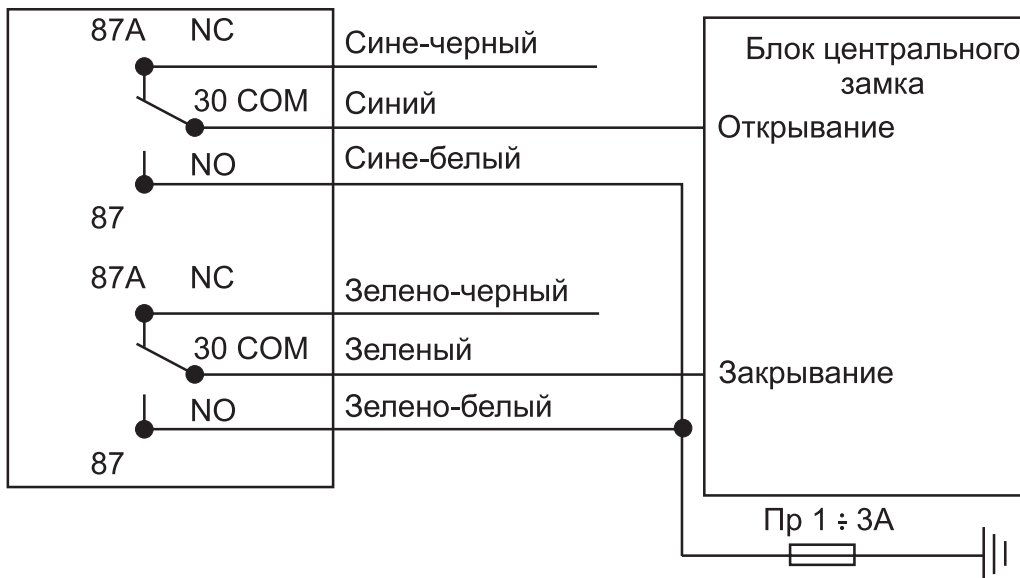 87A NC
Сине-черный
30 COM
Синий
NO
Сине-белый
87
87A NC
Зелено-черный
30 COM
Зеленый
NO
Зелено-белый
87
Блок центрального
замка
Открывание
Закрывание
Пр 1 ÷ 3А